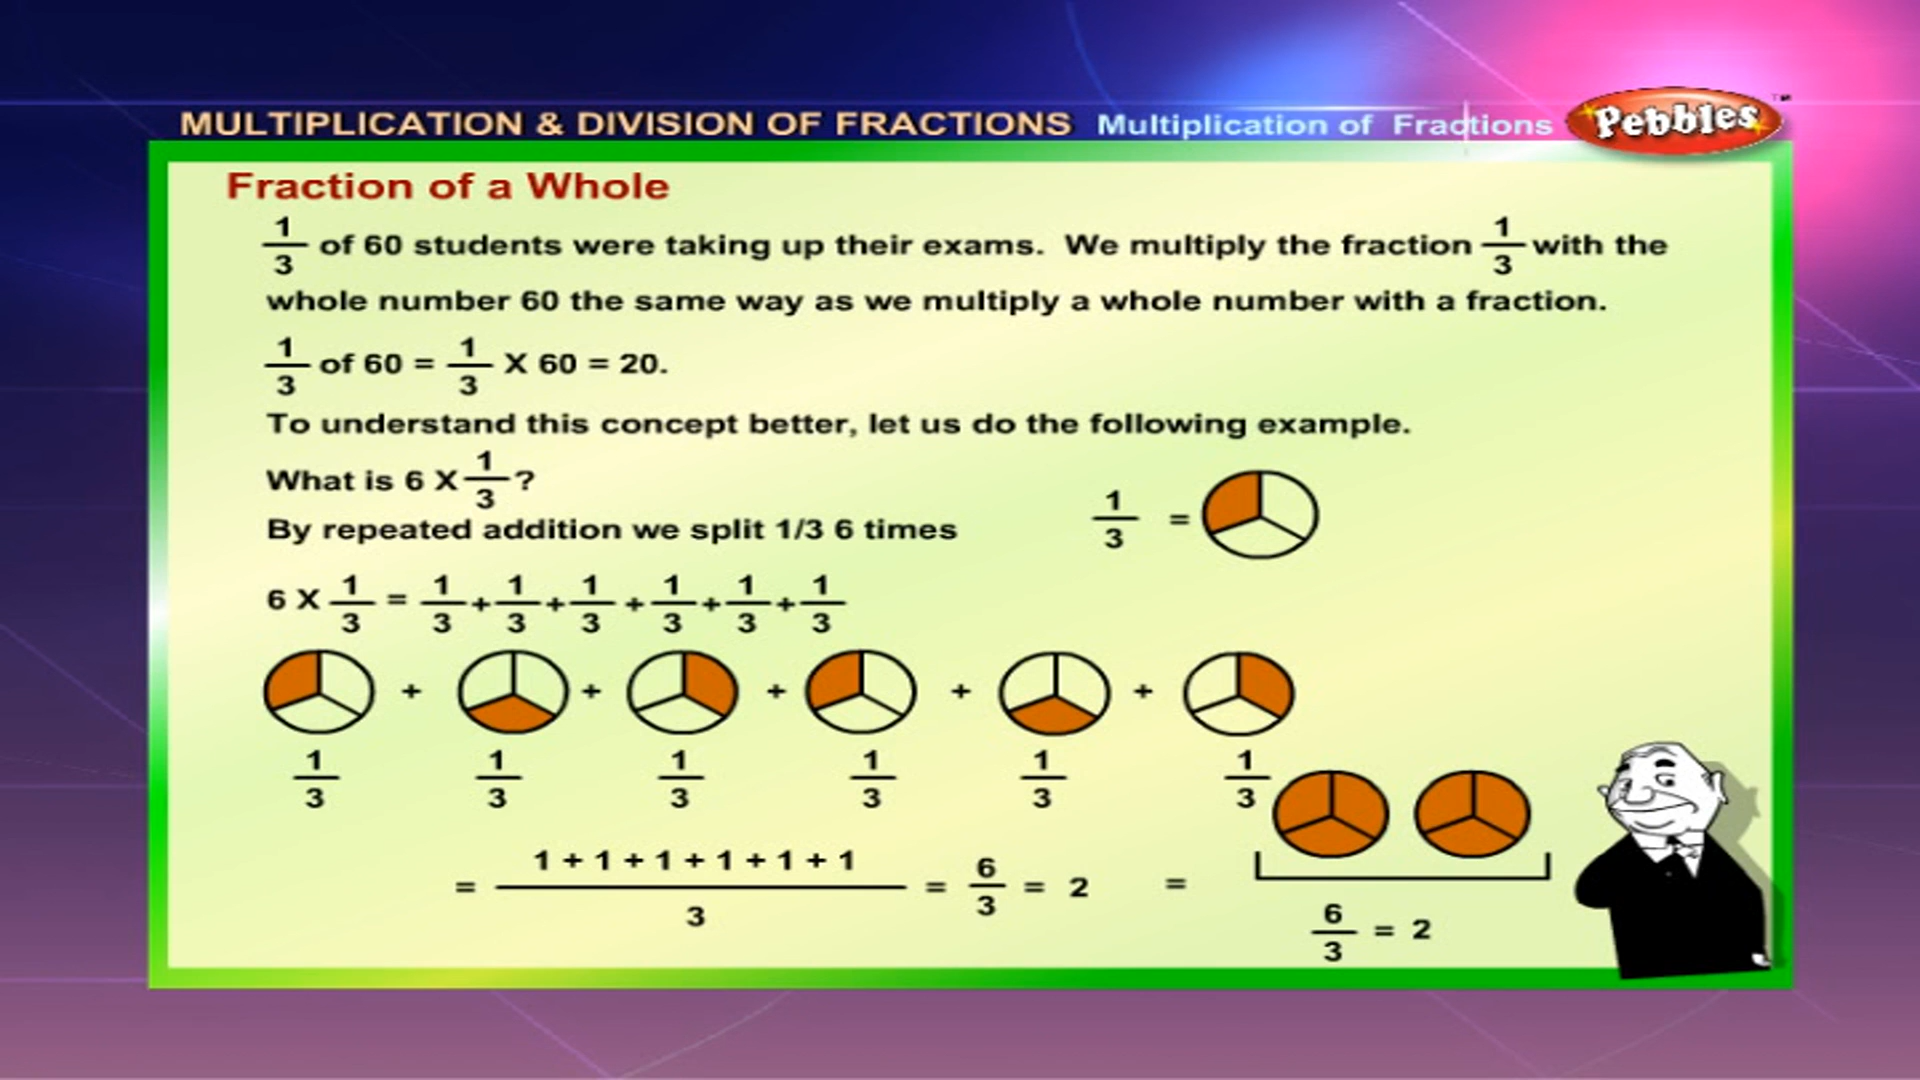 MULTIPLICATION & DIVISION OF FRACTIONS Multiplication of Fractions Pebbles ™
Fraction of a Whole
1/3 of 60 students were taking up their exams. We multiply the fraction 1/3 with the
whole number 60 the same way as we multiply a whole number with a fraction.
1/3 of 60 = 1/3 X 60 = 20.
To understand this concept better, let us do the following example.
What is 6 X 1/3 ?
By repeated addition we split 1/3 6 times
1/3 =
6 X 1/3 = 1/3 + 1/3 + 1/3 + 1/3 + 1/3 + 1/3
+ + + + +
1/3 1/3 1/3 1/3 1/3 1/3
= 1 + 1 + 1 + 1 + 1 + 1 / 3 = 6/3 = 2 =
6/3 = 2